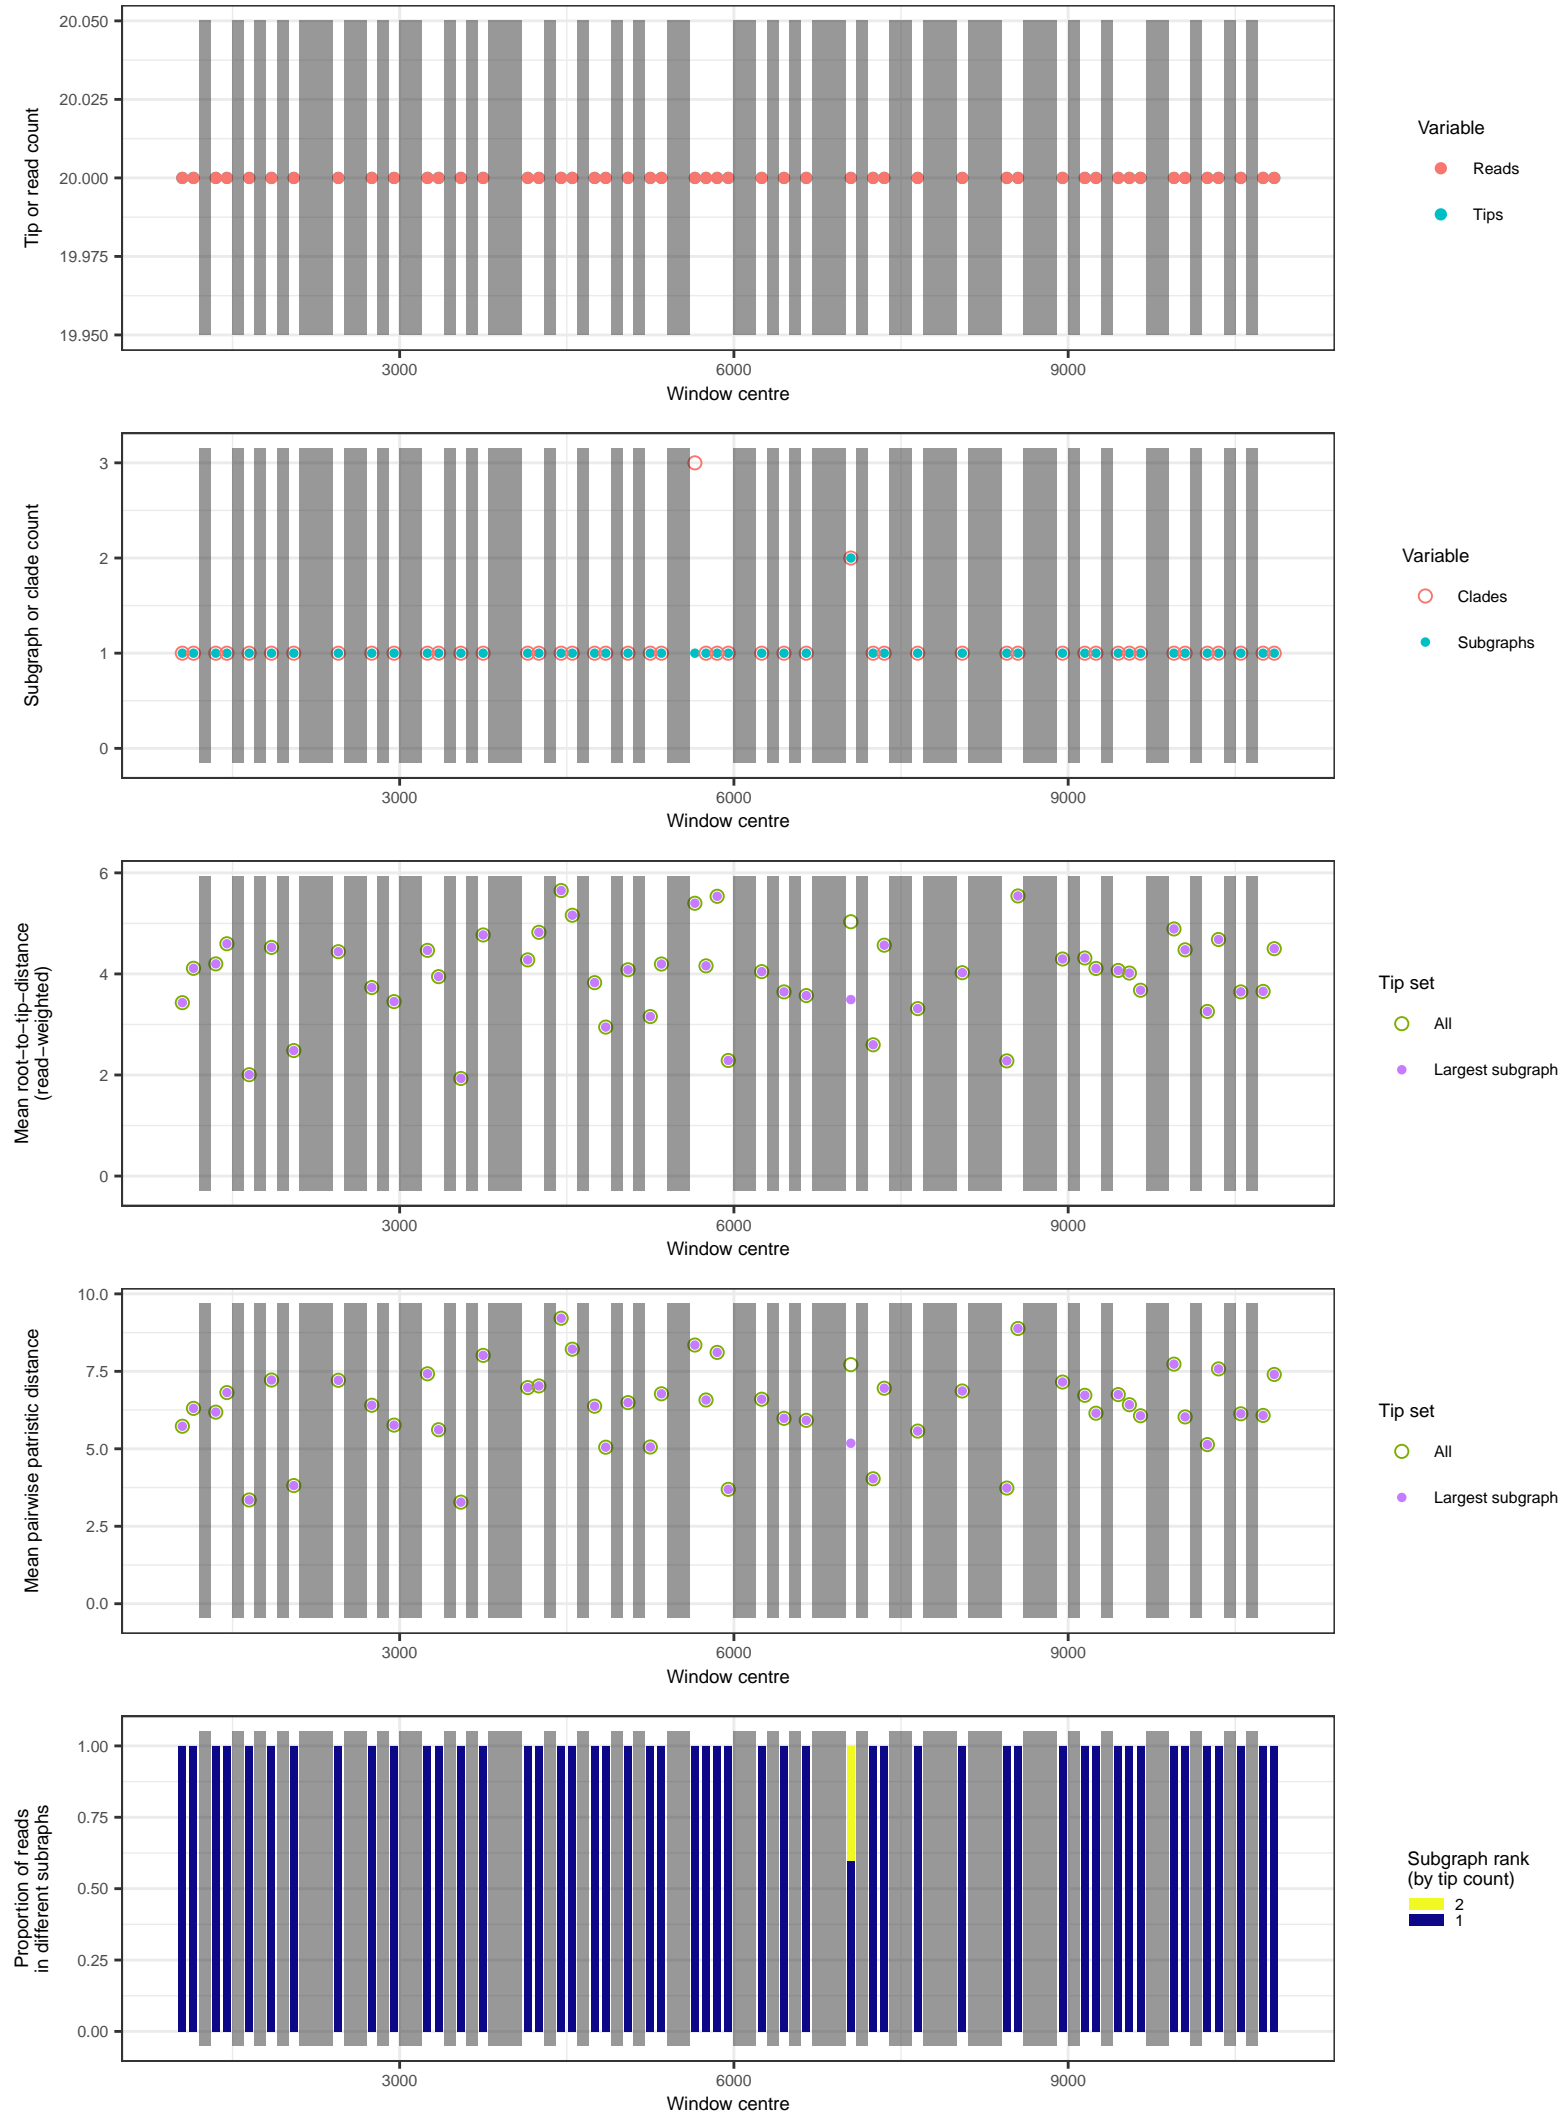 20.050
20.025
20.000
19.975
19.950
Tip or read count
3000
6000
9000
Window centre
Variable
Reads
Tips
3
2
1
0
Subgraph or clade count
3000
6000
9000
Window centre
Variable
Clades
Subgraphs
6
4
2
0
Mean root−to−tip−distance
(read−weighted)
3000
6000
9000
Window centre
Tip set
All
Largest subgraph
10.0
7.5
5.0
2.5
0.0
Mean pairwise patristic distance
3000
6000
9000
Window centre
Tip set
All
Largest subgraph
1.00
0.75
0.50
0.25
0.00
Proportion of reads
in different subraphs
3000
6000
9000
Window centre
Subgraph rank
(by tip count)
2
1